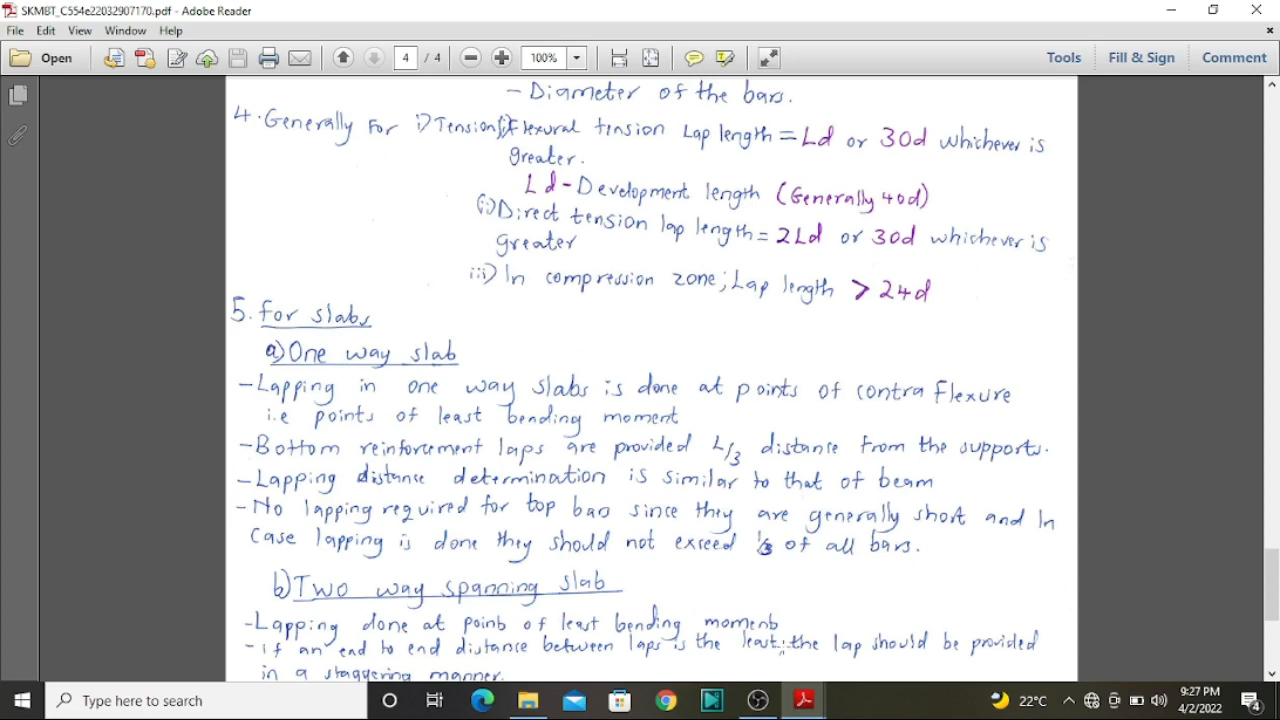 SKMBT_C554e22032907170.pdf - Adobe Reader
File Edit View Window Help
Open 4 / 4 100% Tools Fill & Sign Comment
- Diameter of the bars.
4. Generally For i) Tension i) Flexural tension Lap length = Ld or 30d whichever is
greater.
Ld - Development length (Generally 40d)
(ii) Direct tension lap length = 2Ld or 30d whichever is
greater
iii) In compression zone; Lap length > 24d
5. For slabs
a) One way slab
- Lapping in one way slabs is done at points of contra Flexure
i.e points of least bending moment
- Bottom reinforcement laps are provided L/3 distance from the supports.
- Lapping distance determination is similar to that of beam
- No lapping required for top bars since they are generally short and In
Case lapping is done they should not exceed 1/3 of all bars.
b) Two way spanning slab
- Lapping done at points of least bending moments
- If an end to end distance between laps is the least; the lap should be provided
in a staggering manner.
Type here to search
22°C
9:27 PM
4/2/2022
4